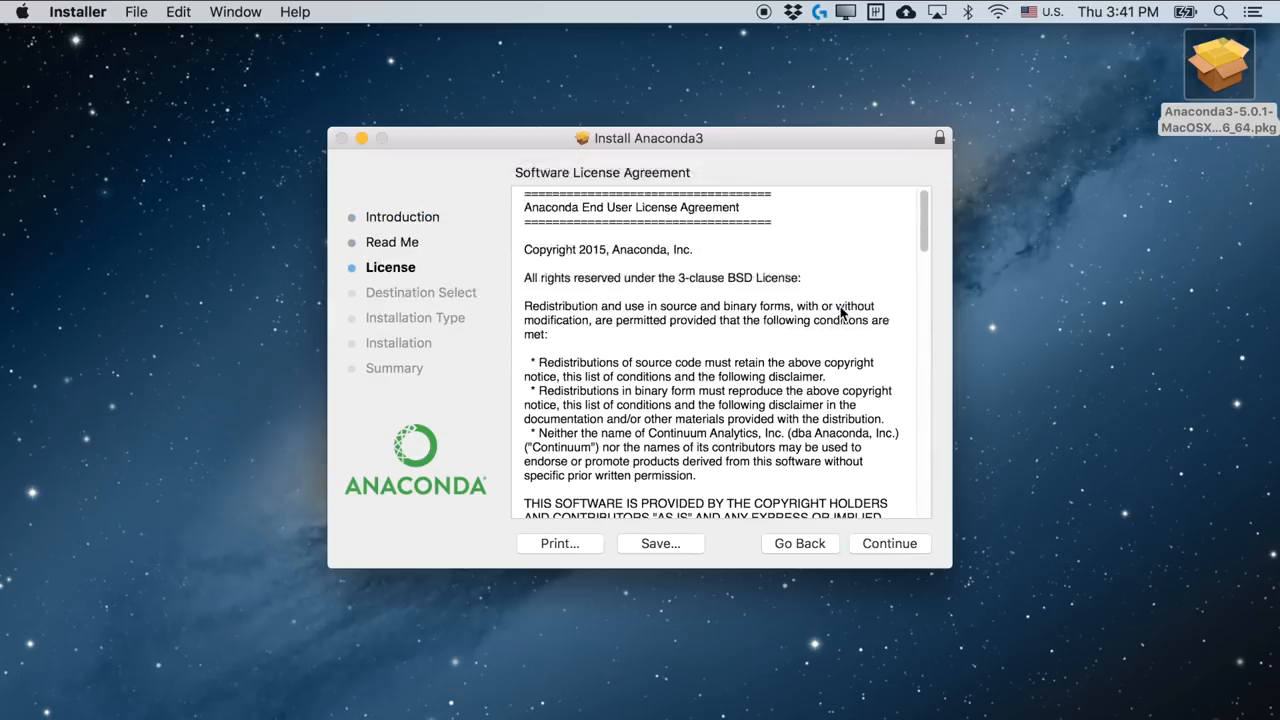 Installer File Edit Window Help U.S. Thu 3:41 PM
Anaconda3-5.0.1-
MacOSX...6_64.pkg
Install Anaconda3
Software License Agreement
Introduction
Read Me
License
Destination Select
Installation Type
Installation
Summary
ANACONDA
===================================
Anaconda End User License Agreement
===================================
Copyright 2015, Anaconda, Inc.
All rights reserved under the 3-clause BSD License:
Redistribution and use in source and binary forms, with or without
modification, are permitted provided that the following conditions are
met:
* Redistributions of source code must retain the above copyright
notice, this list of conditions and the following disclaimer.
* Redistributions in binary form must reproduce the above copyright
notice, this list of conditions and the following disclaimer in the
documentation and/or other materials provided with the distribution.
* Neither the name of Continuum Analytics, Inc. (dba Anaconda, Inc.)
("Continuum") nor the names of its contributors may be used to
endorse or promote products derived from this software without
specific prior written permission.
THIS SOFTWARE IS PROVIDED BY THE COPYRIGHT HOLDERS
AND CONTRIBUTORS "AS IS" AND ANY EXPRESS OR IMPLIED
Print... Save... Go Back Continue